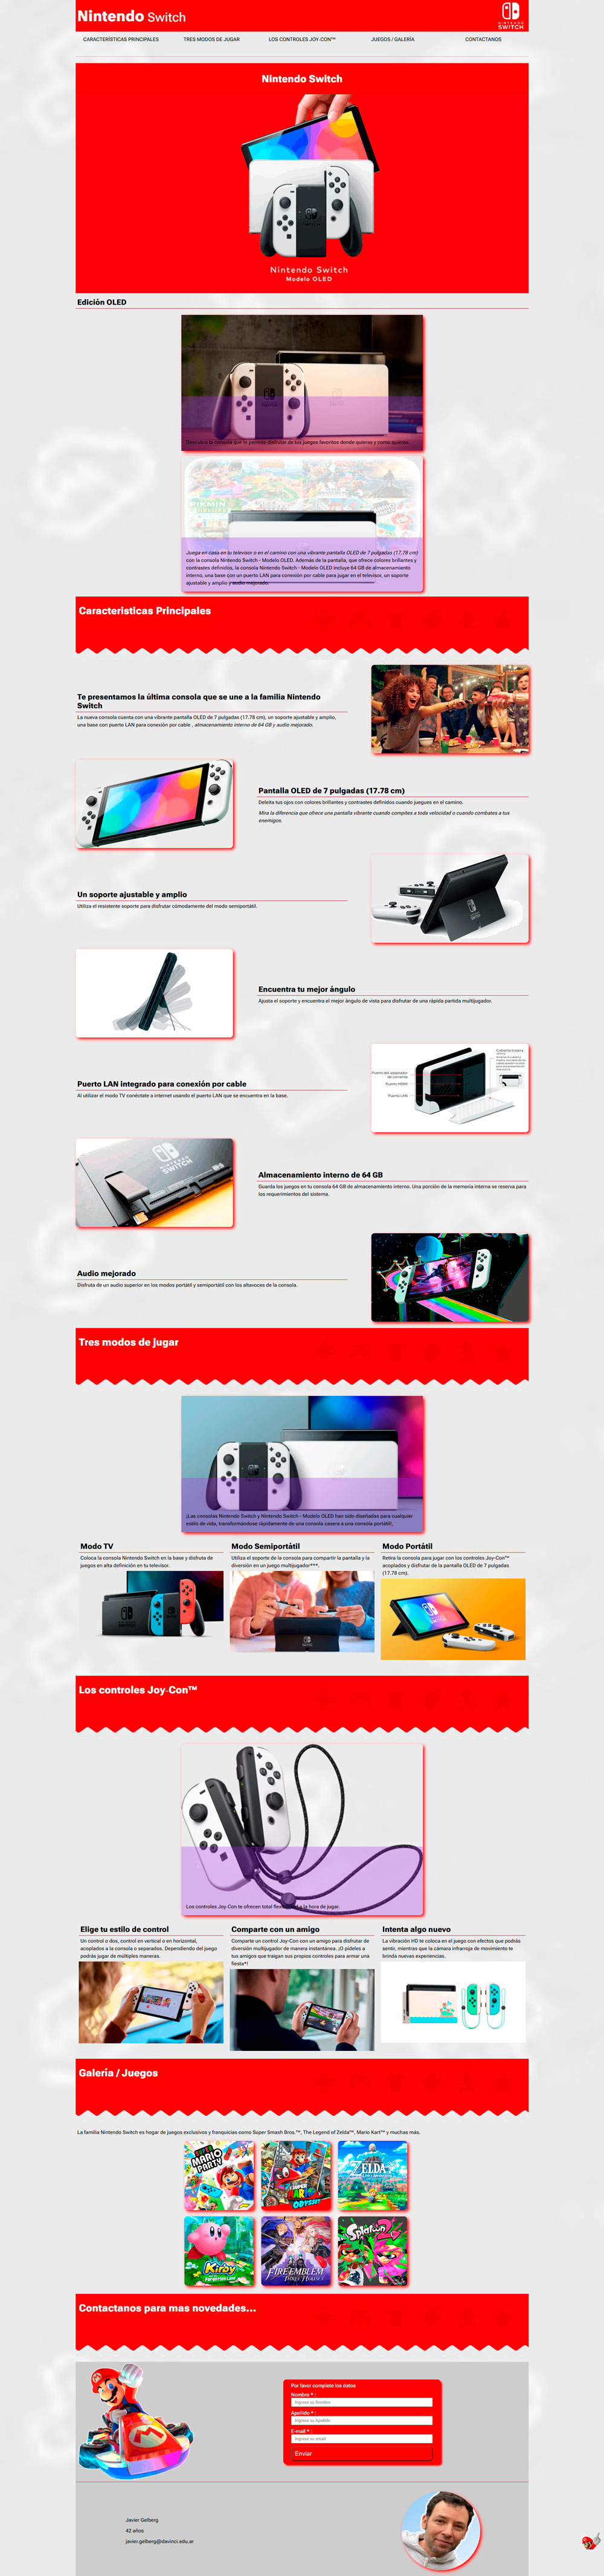 Nintendo Switch
NINTENDO
SWITCH
CARACTERÍSTICAS PRINCIPALES
TRES MODOS DE JUGAR
LOS CONTROLES JOY-CON™
JUEGOS / GALERÍA
CONTACTANOS
Nintendo Switch
Nintendo Switch
Modelo OLED
Edición OLED
Descubre la consola que te permite disfrutar de tus juegos favoritos donde quieras y como quieras.
Juega en casa en tu televisor o en el camino con una vibrante pantalla OLED de 7 pulgadas (17,78 cm)
con la consola Nintendo Switch - Modelo OLED. Además de la pantalla, que ofrece colores brillantes y
contrastes definidos, la consola Nintendo Switch - Modelo OLED incluye 64 GB de almacenamiento
interno, una base con un puerto LAN para conexión por cable para jugar en el televisor, un soporte
ajustable y amplio y audio mejorado.
Caracteristicas Principales
Te presentamos la última consola que se une a la familia Nintendo
Switch
La nueva consola cuenta con una vibrante pantalla OLED de 7 pulgadas (17.78 cm), un soporte ajustable y amplio,
una base con puerto LAN para conexión por cable , almacenamiento interno de 64 GB y audio mejorado.
Pantalla OLED de 7 pulgadas (17.78 cm)
Deleita tus ojos con colores brillantes y contrastes definidos cuando juegues en el camino.
Mira la diferencia que ofrece una pantalla vibrante cuando compites a toda velocidad o cuando combates a tus
enemigos.
Un soporte ajustable y amplio
Utiliza el resistente soporte para disfrutar cómodamente del modo semiportátil.
Encuentra tu mejor ángulo
Ajusta el soporte y encuentra el mejor ángulo de vista para disfrutar de una rápida partida multijugador.
Puerto LAN integrado para conexión por cable
Al utilizar el modo TV conéctate a internet usando el puerto LAN que se encuentra en la base.
Puerto del adaptador
de corriente
Puerto HDMI
Puerto LAN
Almacenamiento interno de 64 GB
Guarda los juegos en tu consola 64 GB de almacenamiento interno. Una porción de la memoria interna se reserva para
los requerimientos del sistema.
NINTENDO
SWITCH
Audio mejorado
Disfruta de un audio superior en los modos portátil y semiportátil con los altavoces de la consola.
Tres modos de jugar
¡Las consolas Nintendo Switch y Nintendo Switch - Modelo OLED han sido diseñadas para cualquier
estilo de vida, transformándose rápidamente de una consola casera a una consola portátil!,
Modo TV
Coloca la consola Nintendo Switch en la base y disfruta de
juegos en alta definición en tu televisor.
Modo Semiportátil
Utiliza el soporte de la consola para compartir la pantalla y la
diversión en un juego multijugador***.
Modo Portátil
Retira la consola para jugar con los controles Joy-Con™
acoplados y disfrutar de la pantalla OLED de 7 pulgadas
(17.78 cm).
Los controles Joy-Con™
Los controles Joy-Con te ofrecen total flexibilidad a la hora de jugar.
Elige tu estilo de control
Un control o dos, control en vertical o en horizontal,
acoplados a la consola o separados. Dependiendo del juego
podrás jugar de múltiples maneras.
Comparte con un amigo
Comparte un control Joy-Con con un amigo para disfrutar de
diversión multijugador de manera instantánea. ¡O pídeles a
tus amigos que traigan sus propios controles para armar una
fiesta*!
Intenta algo nuevo
La vibración HD te coloca en el juego con efectos que podrás
sentir, mientras que la cámara infrarroja de movimiento te
brinda nuevas experiencias.
Galeria / Juegos
La familia Nintendo Switch es hogar de juegos exclusivos y franquicias como Super Smash Bros.™, The Legend of Zelda™, Mario Kart™ y muchas más.
SUPER
MARIO
PARTY
SUPER
MARIO
ODYSSEY
ZELDA
Kirby
FIRE EMBLEM
THREE HOUSES
Splatoon 2
Contactanos para mas novedades...
Por favor complete los datos
Nombre * :
Ingrese su Nombre
Apellido * :
Ingrese su Apellido
E-mail * :
Ingrese su email
Enviar
Javier Gelberg
42 años
javier.gelberg@davinci.edu.ar